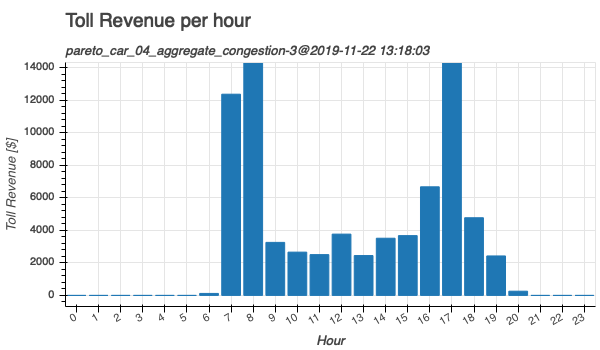 Toll Revenue per hour
pareto_car_04_aggregate_congestion-3@2019-11-22 13:18:03
14000
12000
10000
8000
6000
4000
2000
0
Toll Revenue [$]
0 1 2 3 4 5 6 7 8 9 10 11 12 13 14 15 16 17 18 19 20 21 22 23
Hour